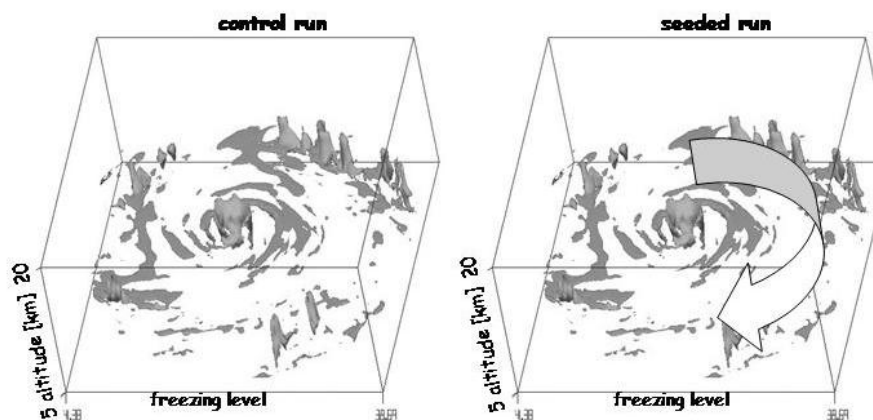 control run
seeded run
5 altitude [km] 20
freezing level
5 altitude [km] 20
freezing level